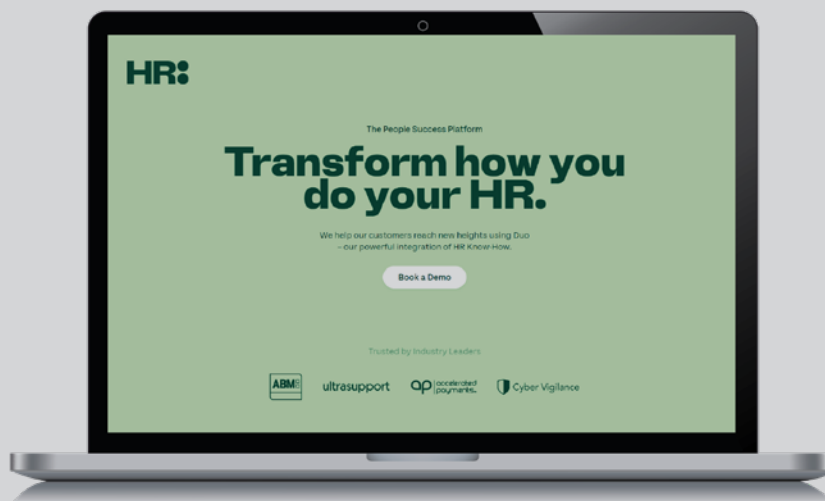 HR:
The People Success Platform
Transform how you
do your HR.
We help our customers reach new heights using Duo
– our powerful integration of HR Know-How.
Book a Demo
Trusted by Industry Leaders
ABM
ultrasupport
ap accelerated
payments
Cyber Vigilance